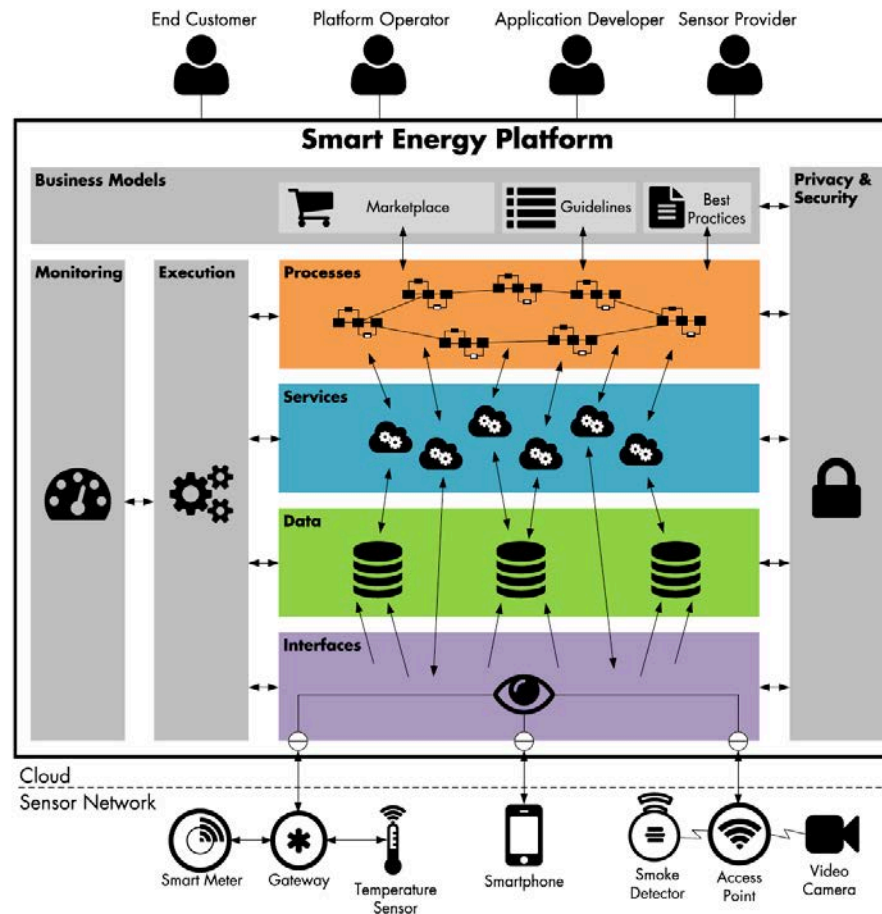 End Customer
Platform Operator
Application Developer
Sensor Provider
Smart Energy Platform
Business Models
Marketplace
Guidelines
Best
Practices
Privacy &
Security
Monitoring
Execution
Processes
Services
Data
Interfaces
Cloud
Sensor Network
Smart Meter
Gateway
Temperature
Sensor
Smartphone
Smoke
Detector
Access
Point
Video
Camera